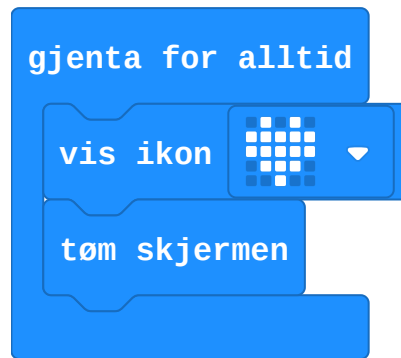 gjenta for alltid
vis ikon
tøm skjermen